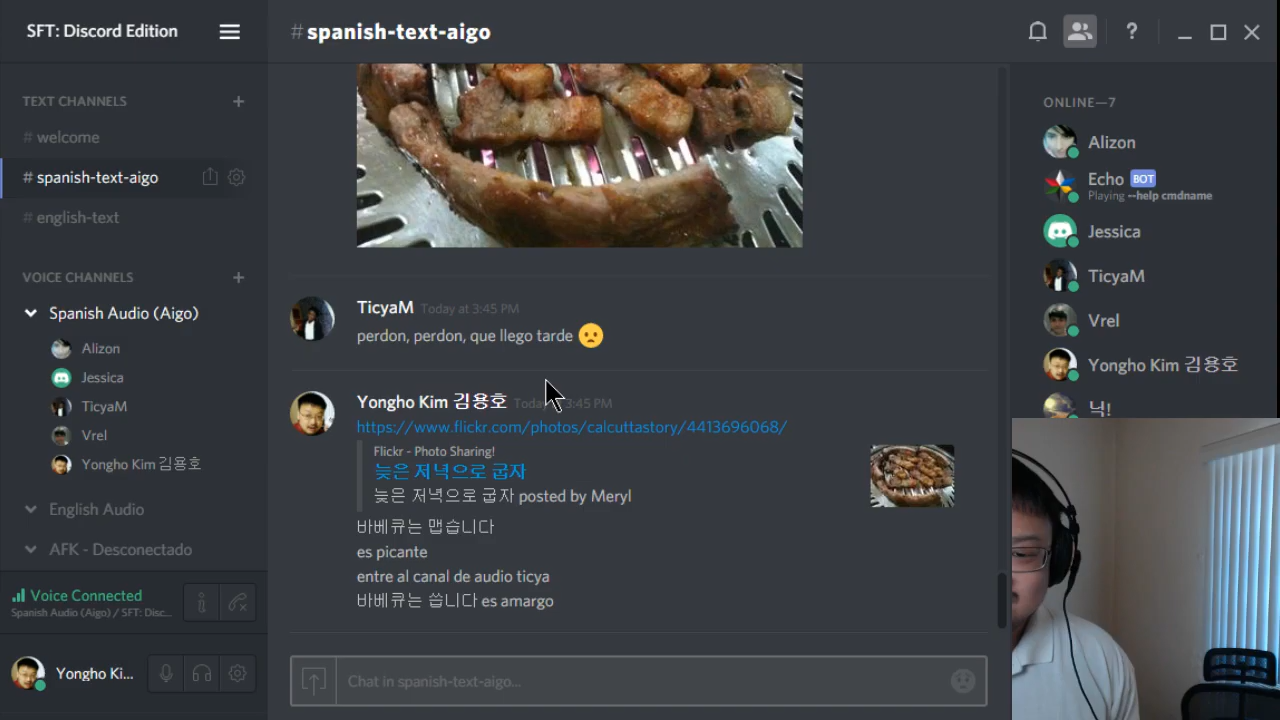 SFT: Discord Edition
TEXT CHANNELS
# welcome
# spanish-text-aigo
# english-text
VOICE CHANNELS
Spanish Audio (Aigo)
Alizon
Jessica
TicyaM
Vrel
Yongho Kim 김용호
English Audio
AFK - Desconectado
Voice Connected
Spanish Audio (Aigo) / SFT: Disc...
Yongho Ki...
# spanish-text-aigo
TicyaM Today at 3:45 PM
perdon, perdon, que llego tarde
Yongho Kim 김용호 Today at 3:45 PM
https://www.flickr.com/photos/calcuttastory/4413696068/
Flickr - Photo Sharing!
늦은 저녁으로 굽자
늦은 저녁으로 굽자 posted by Meryl
바베큐는 맵습니다
es picante
entre al canal de audio ticya
바베큐는 씁니다 es amargo
Chat in spanish-text-aigo...
ONLINE—7
Alizon
Echo BOT
Playing --help cmdname
Jessica
TicyaM
Vrel
Yongho Kim 김용호
닉!